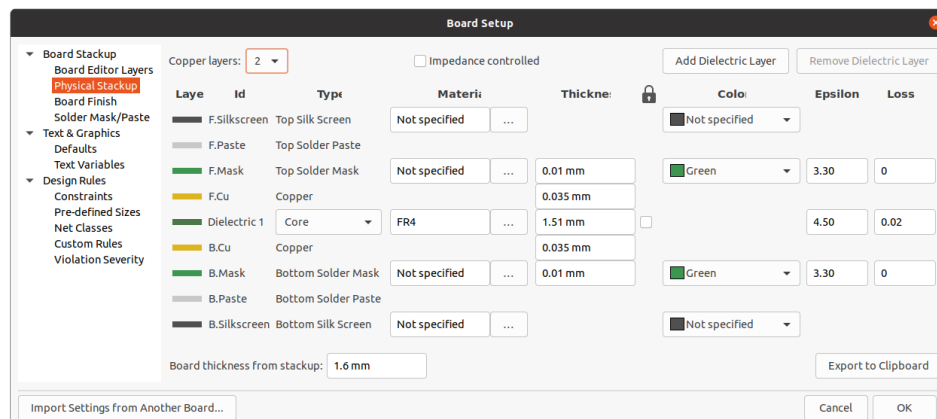 Board Setup
Board Stackup
Board Editor Layers
Physical Stackup
Board Finish
Solder Mask/Paste
Text & Graphics
Defaults
Text Variables
Design Rules
Constraints
Pre-defined Sizes
Net Classes
Custom Rules
Violation Severity
Copper layers: 2 Impedance controlled Add Dielectric Layer Remove Dielectric Layer
Laye Id Type Materia Thickne Color Epsilon Loss
F.Silkscreen Top Silk Screen Not specified ... Not specified
F.Paste Top Solder Paste
F.Mask Top Solder Mask Not specified ... 0.01 mm Green 3.30 0
F.Cu Copper 0.035 mm
Dielectric 1 Core FR4 ... 1.51 mm 4.50 0.02
B.Cu Copper 0.035 mm
B.Mask Bottom Solder Mask Not specified ... 0.01 mm Green 3.30 0
B.Paste Bottom Solder Paste
B.Silkscreen Bottom Silk Screen Not specified ... Not specified
Board thickness from stackup: 1.6 mm Export to Clipboard
Import Settings from Another Board... Cancel OK